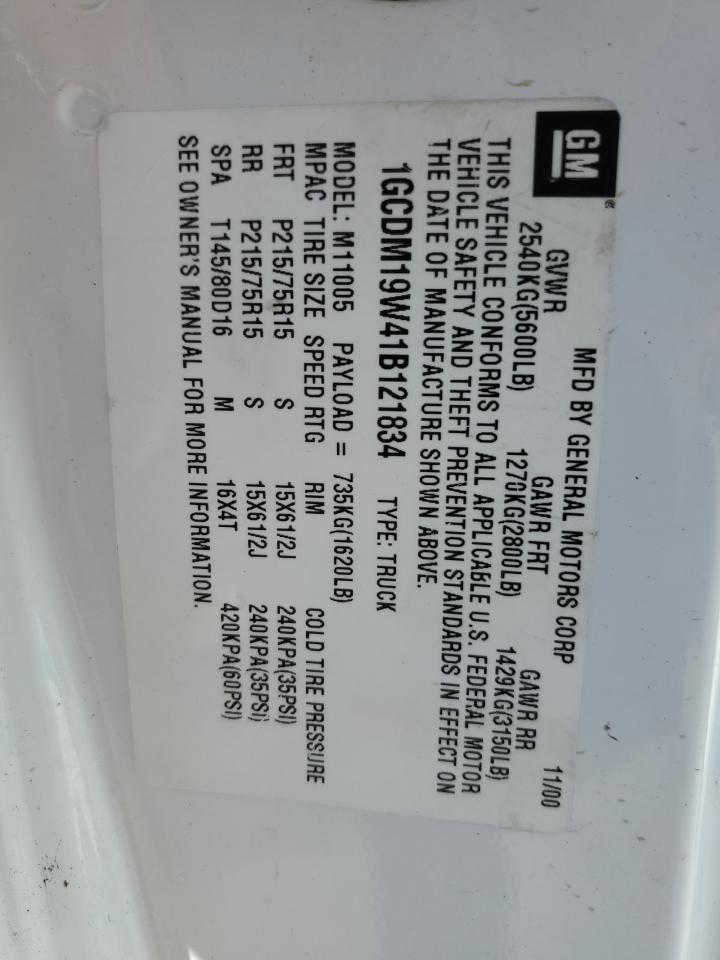 GM®
MFD BY GENERAL MOTORS CORP 11/00
GVWR GAWR FRT GAWR RR
2540KG(5600LB) 1270KG(2800LB) 1429KG(3150LB)
THIS VEHICLE CONFORMS TO ALL APPLICABLE U.S. FEDERAL MOTOR
VEHICLE SAFETY AND THEFT PREVENTION STANDARDS IN EFFECT ON
THE DATE OF MANUFACTURE SHOWN ABOVE.
1GCDM19W41B121834 TYPE: TRUCK
MODEL: M11005 PAYLOAD = 735KG(1620LB)
MPAC TIRE SIZE SPEED RTG RIM COLD TIRE PRESSURE
FRT P215/75R15 S 15X61/2J 240KPA(35PSI)
RR P215/75R15 S 15X61/2J 240KPA(35PSI)
SPA T145/80D16 M 16X4T 420KPA(60PSI)
SEE OWNER'S MANUAL FOR MORE INFORMATION.